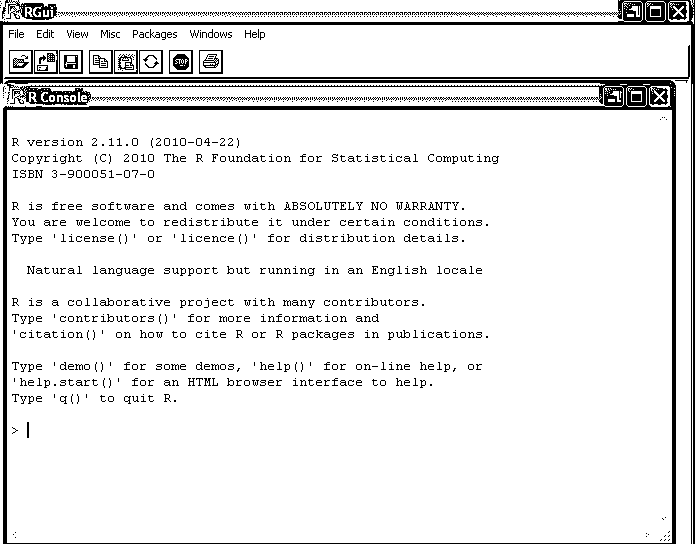 RGui
File Edit View Misc Packages Windows Help
STOP
R Console
R version 2.11.0 (2010-04-22)
Copyright (C) 2010 The R Foundation for Statistical Computing
ISBN 3-900051-07-0
R is free software and comes with ABSOLUTELY NO WARRANTY.
You are welcome to redistribute it under certain conditions.
Type 'license()' or 'licence()' for distribution details.
Natural language support but running in an English locale
R is a collaborative project with many contributors.
Type 'contributors()' for more information and
'citation()' on how to cite R or R packages in publications.
Type 'demo()' for some demos, 'help()' for on-line help, or
'help.start()' for an HTML browser interface to help.
Type 'q()' to quit R.
>